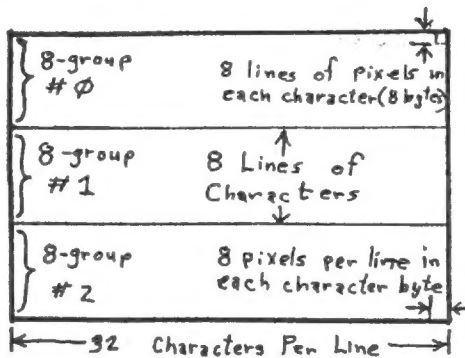 8-group
# 0
8 lines of pixels in
each character (8 bytes)
8-group
# 1
8 Lines of
Characters
8-group
# 2
8 pixels per line in
each character byte
32 Characters Per Line